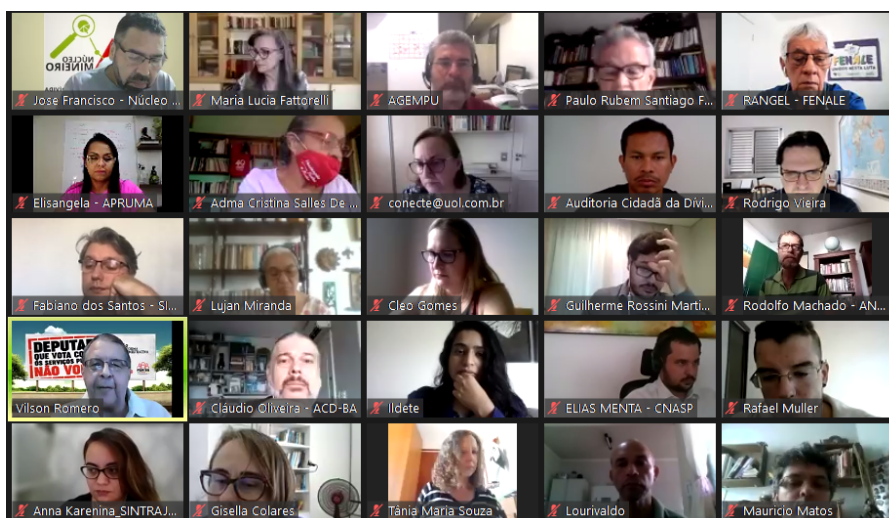 NÚCLEO
MINEIRO
Jose Francisco - Núcleo ...
Maria Lucia Fattorelli
AGEMPU
Paulo Rubem Santiago F...
FENALE
RANGEL - FENALE
Elisangela - APRUMA
Adma Cristina Salles De ...
conecte@uol.com.br
Auditoria Cidadã da Dívi...
Rodrigo Vieira
Fabiano dos Santos - SI...
Lujan Miranda
Cleo Gomes
Guilherme Rossini Marti...
Rodolfo Machado - AN...
DEPUTAD
QUE VOTA CO
OS SERVIÇOS P
NÃO VO
Vilson Romero
Cláudio Oliveira - ACD-BA
Ildete
ELIAS MENTA - CNASP
Rafael Muller
Anna Karenina_SINTRAJ...
Gisella Colares
Tânia Maria Souza
Lourivaldo
Mauricio Matos